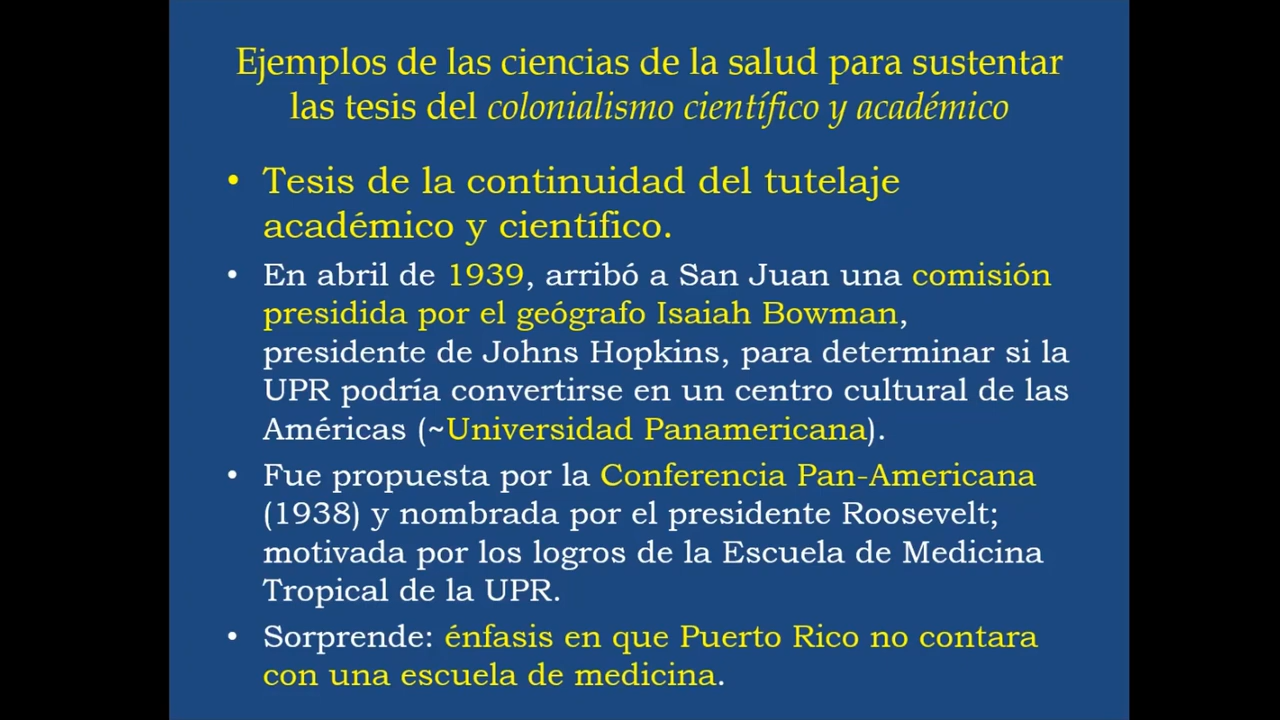 Ejemplos de las ciencias de la salud para sustentar
las tesis del colonialismo científico y académico
• Tesis de la continuidad del tutelaje
académico y científico.
• En abril de 1939, arribó a San Juan una comisión
presidida por el geógrafo Isaiah Bowman,
presidente de Johns Hopkins, para determinar si la
UPR podría convertirse en un centro cultural de las
Américas (~Universidad Panamericana).
• Fue propuesta por la Conferencia Pan-Americana
(1938) y nombrada por el presidente Roosevelt;
motivada por los logros de la Escuela de Medicina
Tropical de la UPR.
• Sorprende: énfasis en que Puerto Rico no contara
con una escuela de medicina.